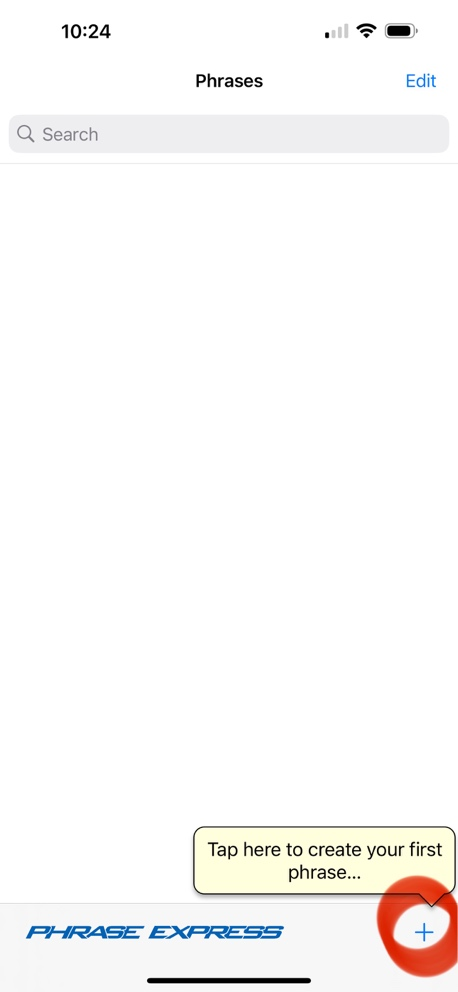 10:24
Phrases
Edit
Search
Tap here to create your first
phrase...
PHRASE EXPRESS
+